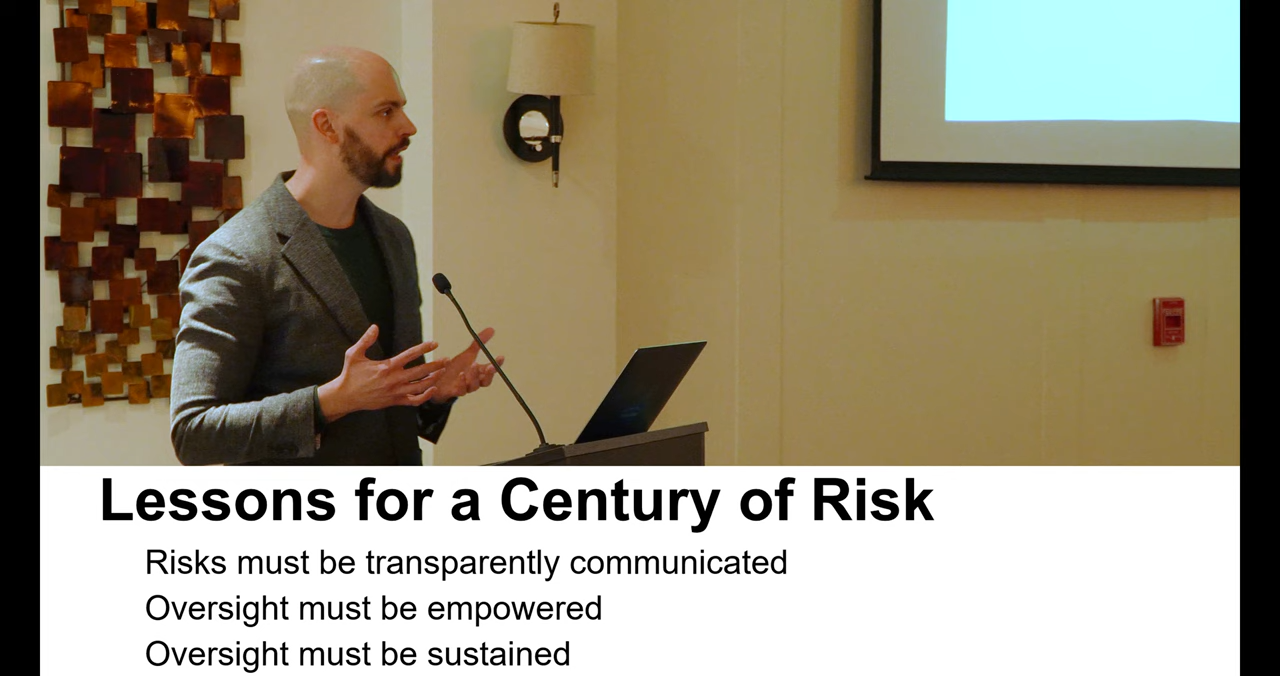 Lessons for a Century of Risk
Risks must be transparently communicated
Oversight must be empowered
Oversight must be sustained